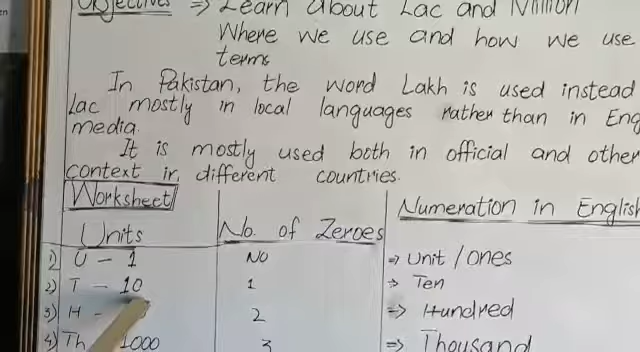 Objectives ⇒ Learn about Lac and Million
Where we use and how we use
terms
In Pakistan, the word Lakh is used instead
Lac mostly in local languages rather than in Eng
media.
It is mostly used both in official and other
context in different countries.
Worksheet
Units No. of Zeroes Numeration in English
1) U - 1 NO ⇒ Unit / ones
2) T - 10 1 → Ten
3) H - 2 ⇒ Hundred
4) Th 1000 3 ⇒ Thousand